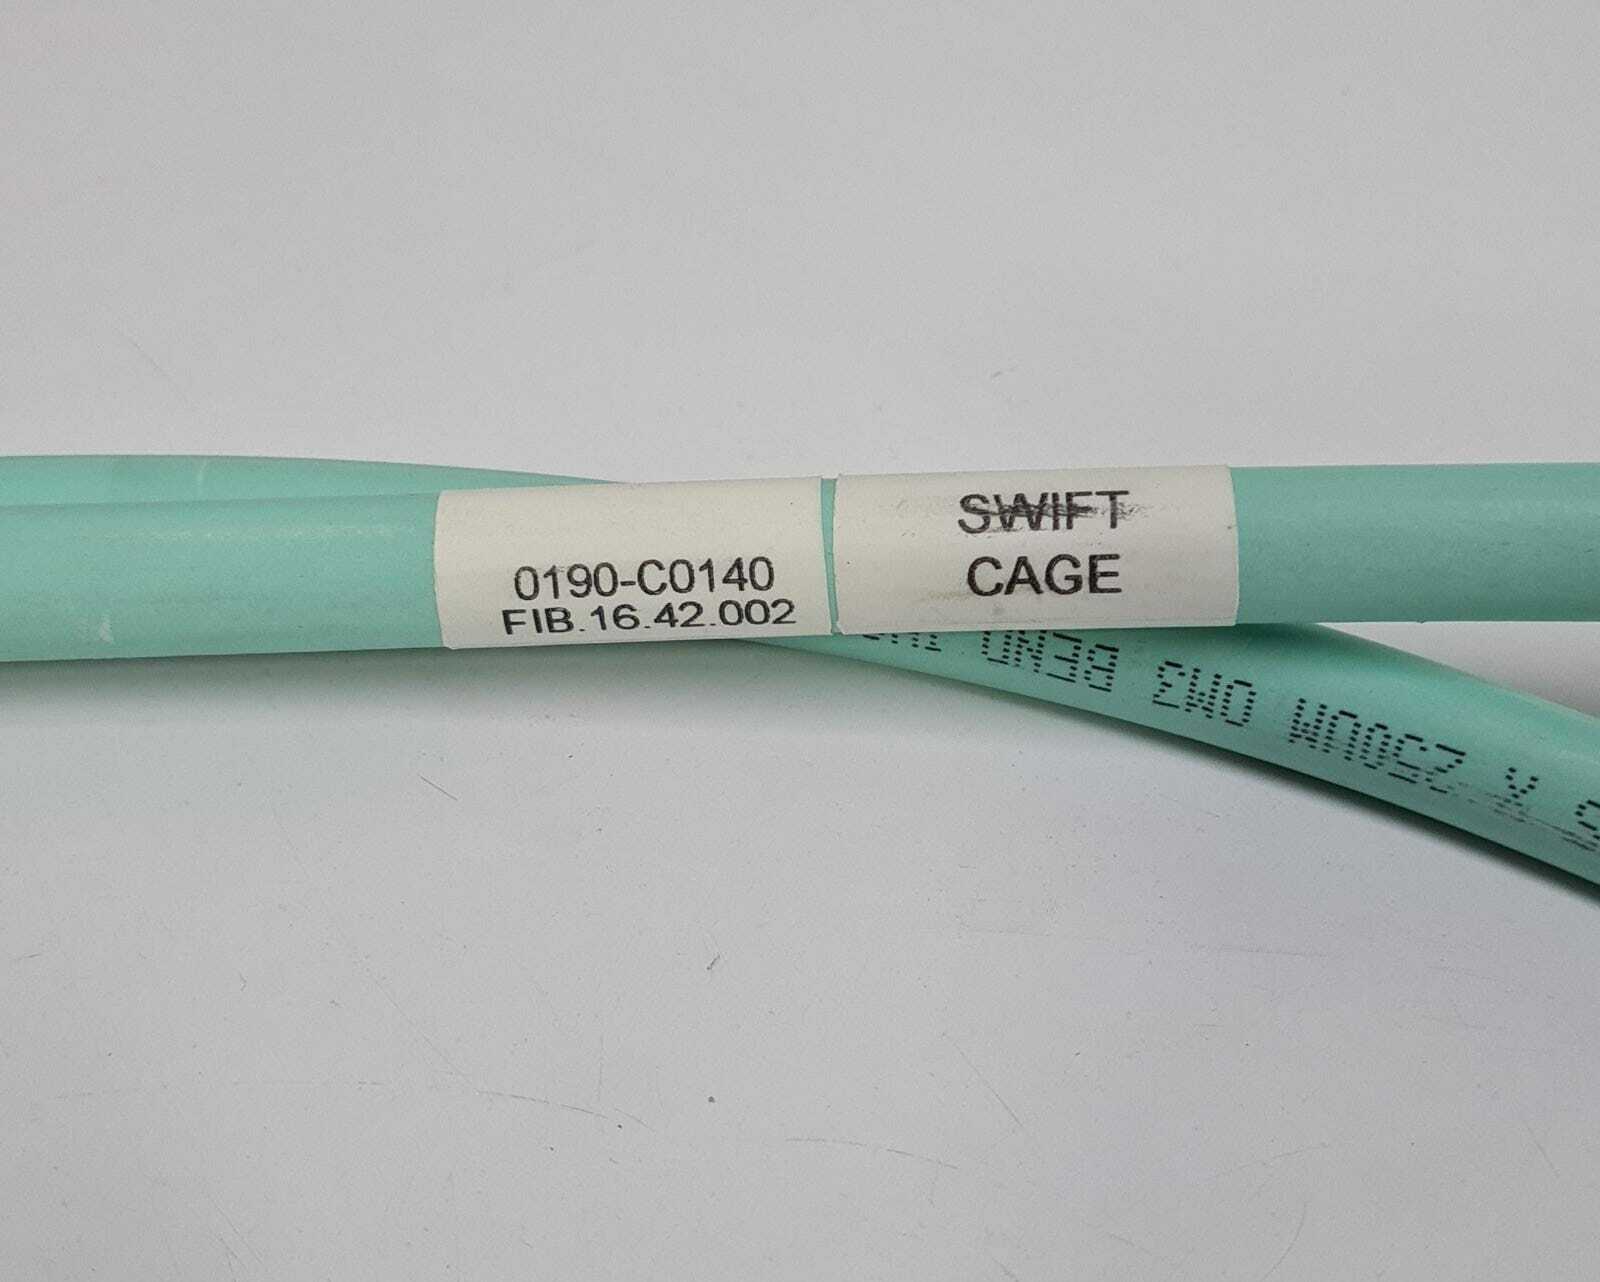 0190-C0140
FIB.16.42.002
SWIFT
CAGE
X 250UM OM3 BEND